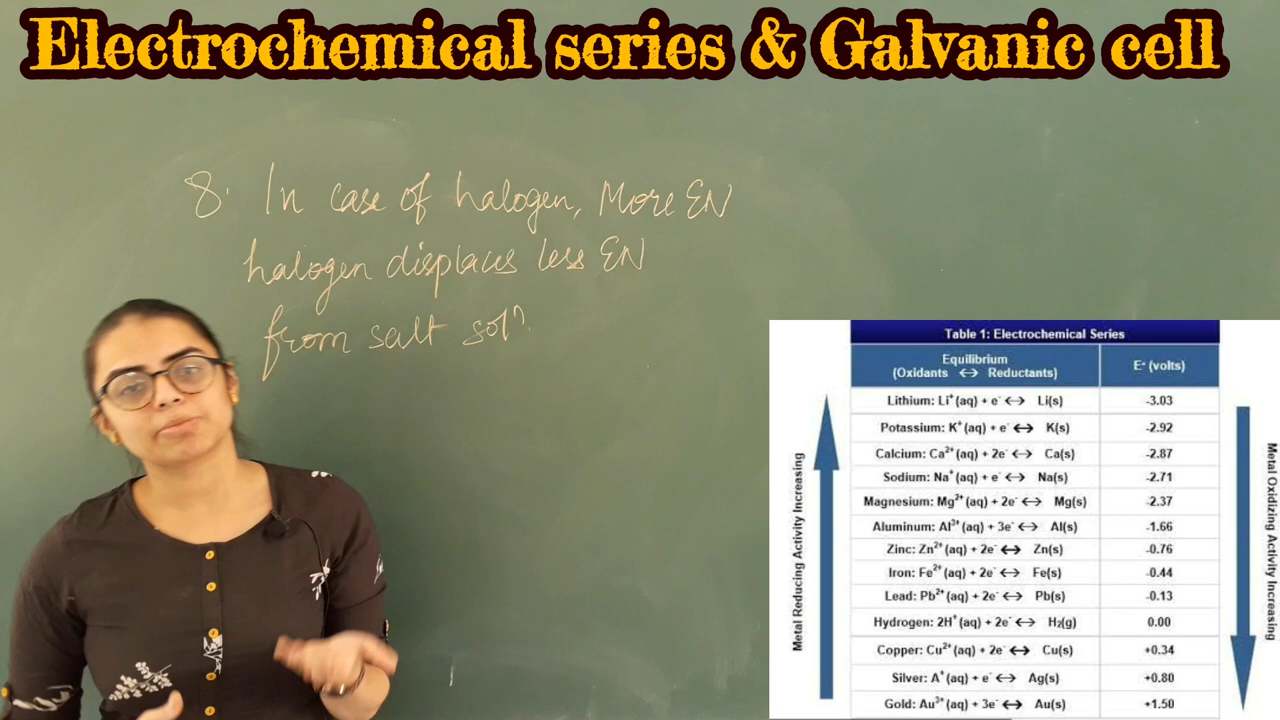 Electrochemical series & Galvanic cell
8. In case of halogen, More EN
halogen displaces less EN
from salt solⁿ.
Table 1: Electrochemical Series
Equilibrium
(Oxidants ↔ Reductants)
E° (volts)
Lithium: Li⁺(aq) + e⁻ ↔ Li(s) -3.03
Potassium: K⁺(aq) + e⁻ ↔ K(s) -2.92
Calcium: Ca²⁺(aq) + 2e⁻ ↔ Ca(s) -2.87
Sodium: Na⁺(aq) + e⁻ ↔ Na(s) -2.71
Magnesium: Mg²⁺(aq) + 2e⁻ ↔ Mg(s) -2.37
Aluminum: Al³⁺(aq) + 3e⁻ ↔ Al(s) -1.66
Zinc: Zn²⁺(aq) + 2e⁻ ↔ Zn(s) -0.76
Iron: Fe²⁺(aq) + 2e⁻ ↔ Fe(s) -0.44
Lead: Pb²⁺(aq) + 2e⁻ ↔ Pb(s) -0.13
Hydrogen: 2H⁺(aq) + 2e⁻ ↔ H₂(g) 0.00
Copper: Cu²⁺(aq) + 2e⁻ ↔ Cu(s) +0.34
Silver: A⁺(aq) + e⁻ ↔ Ag(s) +0.80
Gold: Au³⁺(aq) + 3e⁻ ↔ Au(s) +1.50
Metal Reducing Activity Increasing
Metal Oxidizing Activity Increasing